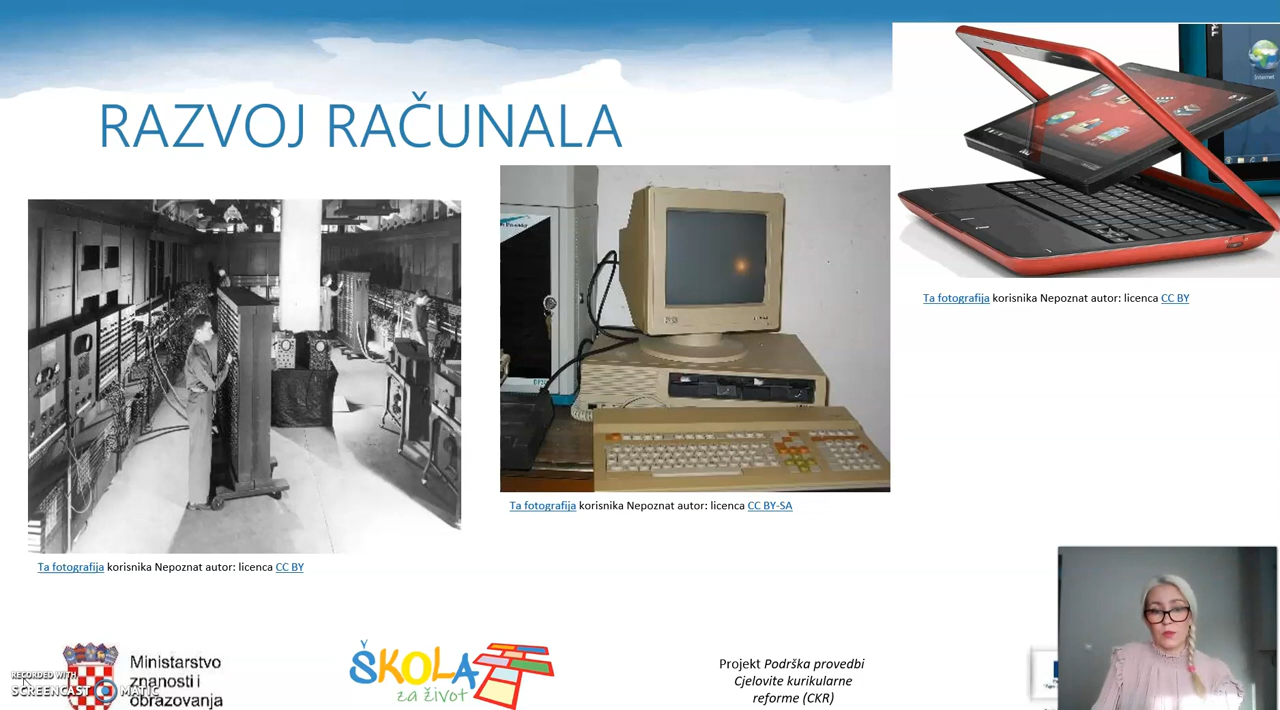 RAZVOJ RAČUNALA
Internet
Ta fotografija korisnika Nepoznat autor: licenca CC BY
Ta fotografija korisnika Nepoznat autor: licenca CC BY-SA
Ta fotografija korisnika Nepoznat autor: licenca CC BY
Ministarstvo
znanosti i
obrazovanja
RECORDED WITH
SCREENCAST MATIC
ŠKOLA
za život
Projekt Podrška provedbi
Cjelovite kurikularne
reforme (CKR)